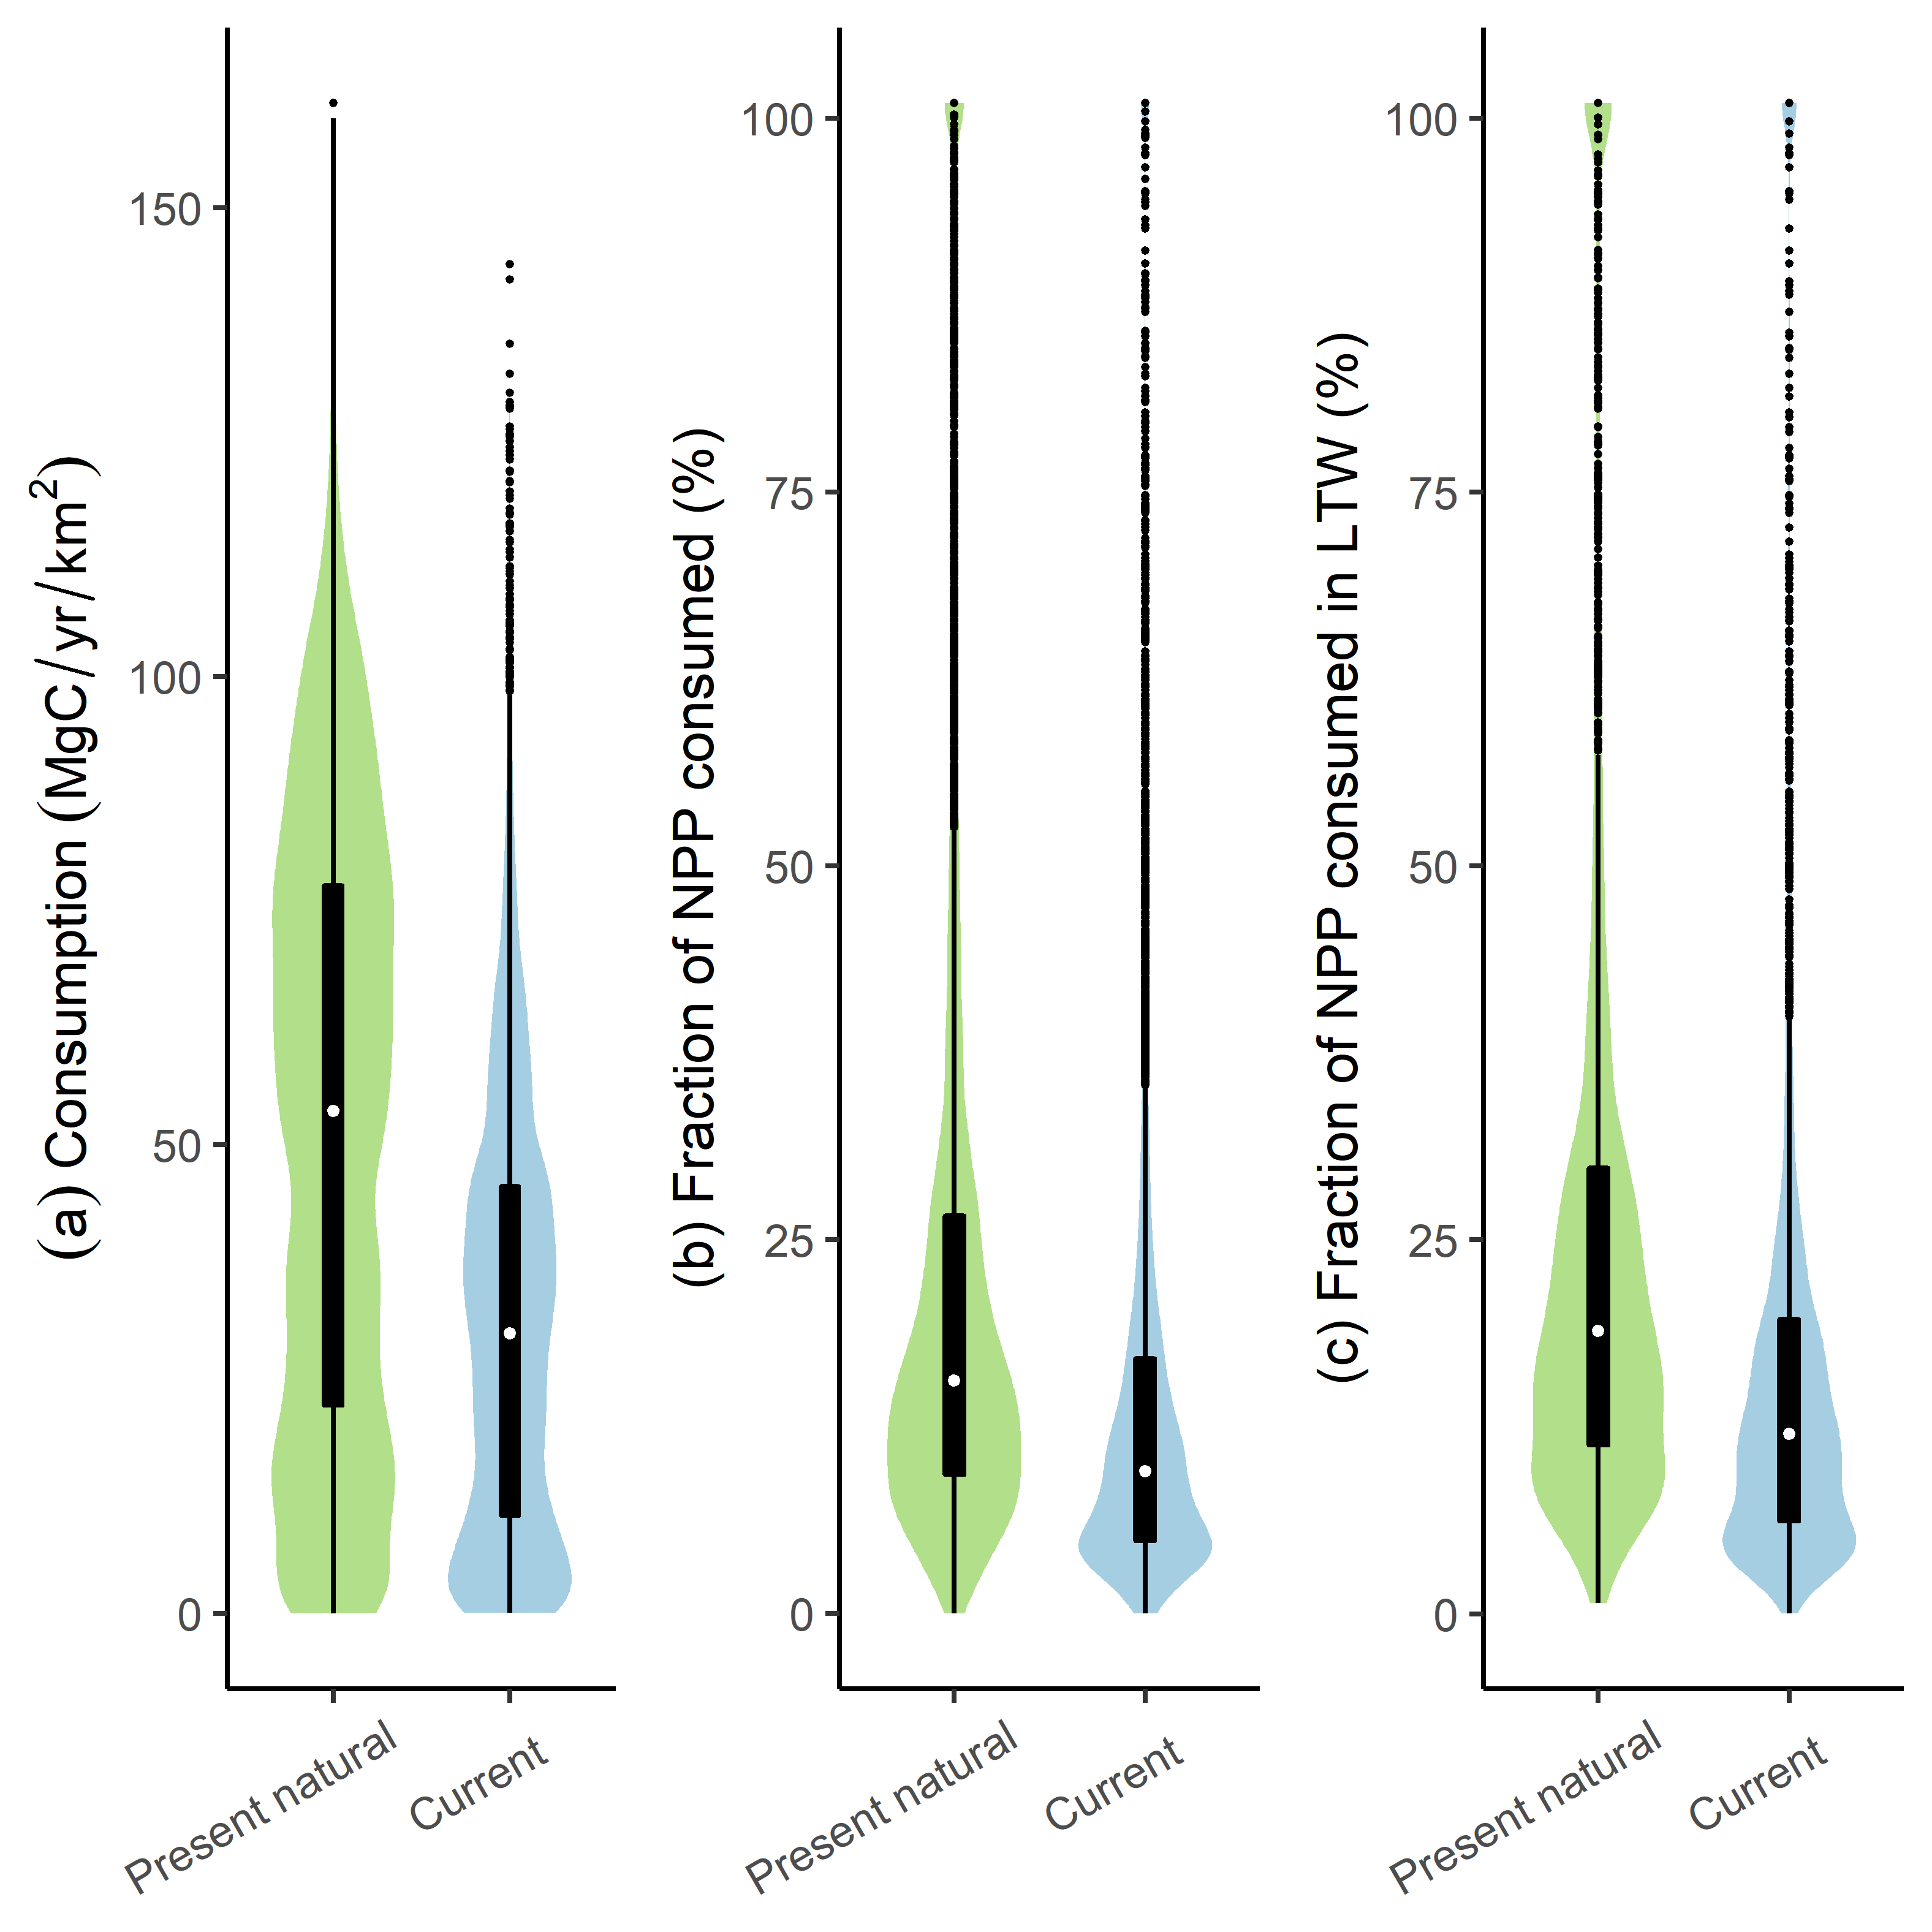 (a) Consumption (MgC/yr/km²)
150
100
50
0
Present natural
Current
(b) Fraction of NPP consumed (%)
100
75
50
25
0
Present natural
Current
(c) Fraction of NPP consumed in LTW (%)
100
75
50
25
0
Present natural
Current